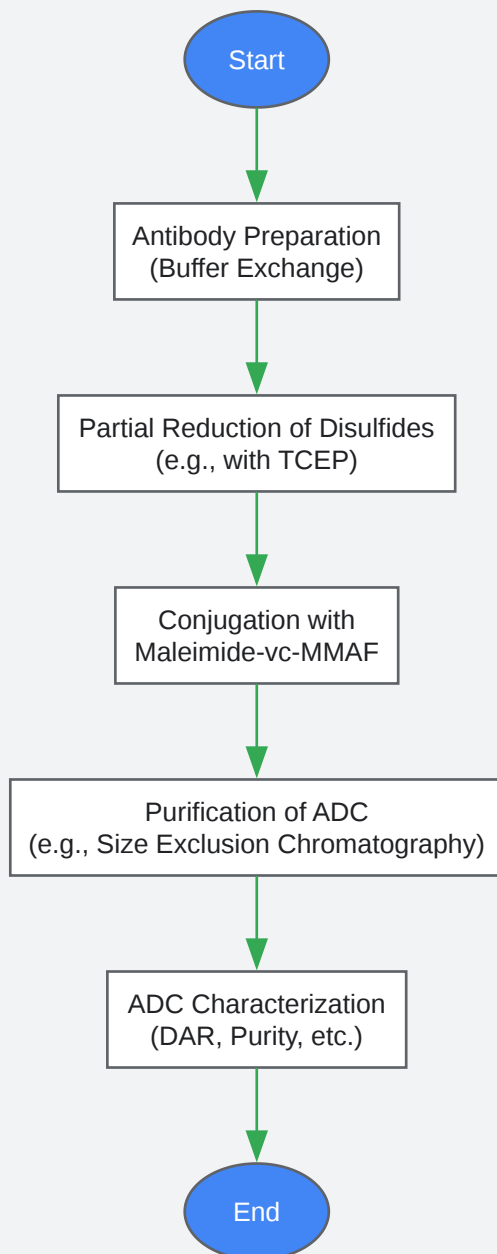 Start
Antibody Preparation
(Buffer Exchange)
Partial Reduction of Disulfides
(e.g., with TCEP)
Conjugation with
Maleimide-vc-MMAF
Purification of ADC
(e.g., Size Exclusion Chromatography)
ADC Characterization
(DAR, Purity, etc.)
End